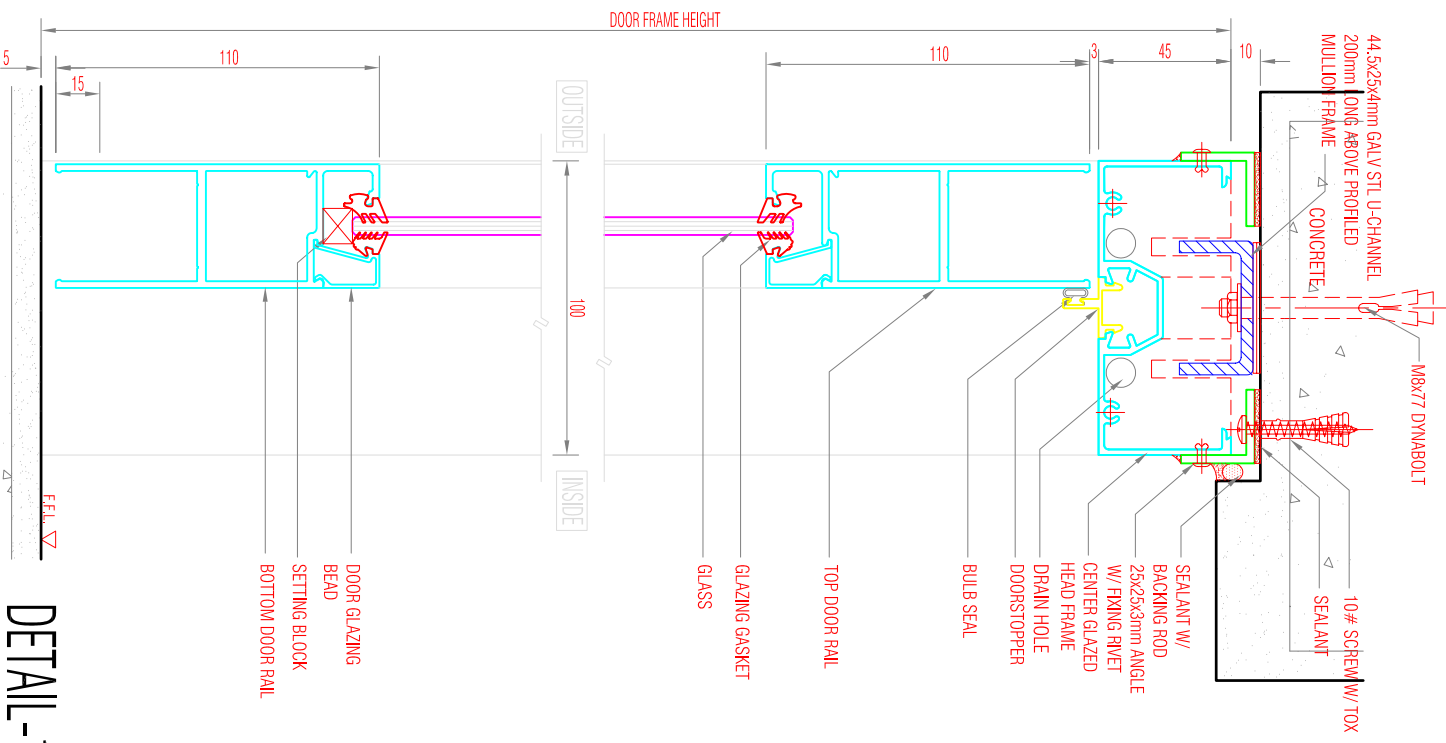 DOOR FRAME HEIGHT
5
110
15
110
3
45
10
44.5x25x4mm GALV STL U-CHANNEL
200mm LONG ABOVE PROFILED
MULLION FRAME
CONCRETE
M8x77 DYNABOLT
OUTSIDE
100
INSIDE
10# SCREW W/ TOX
SEALANT
SEALANT W/
BACKING ROD
25x25x3mm ANGLE
W/ FIXING RIVET
CENTER GLAZED
HEAD FRAME
DRAIN HOLE
DOORSTOPPER
BULB SEAL
TOP DOOR RAIL
GLAZING GASKET
GLASS
DOOR GLAZING
BEAD
SETTING BLOCK
BOTTOM DOOR RAIL
F.F.L.
DETAIL -